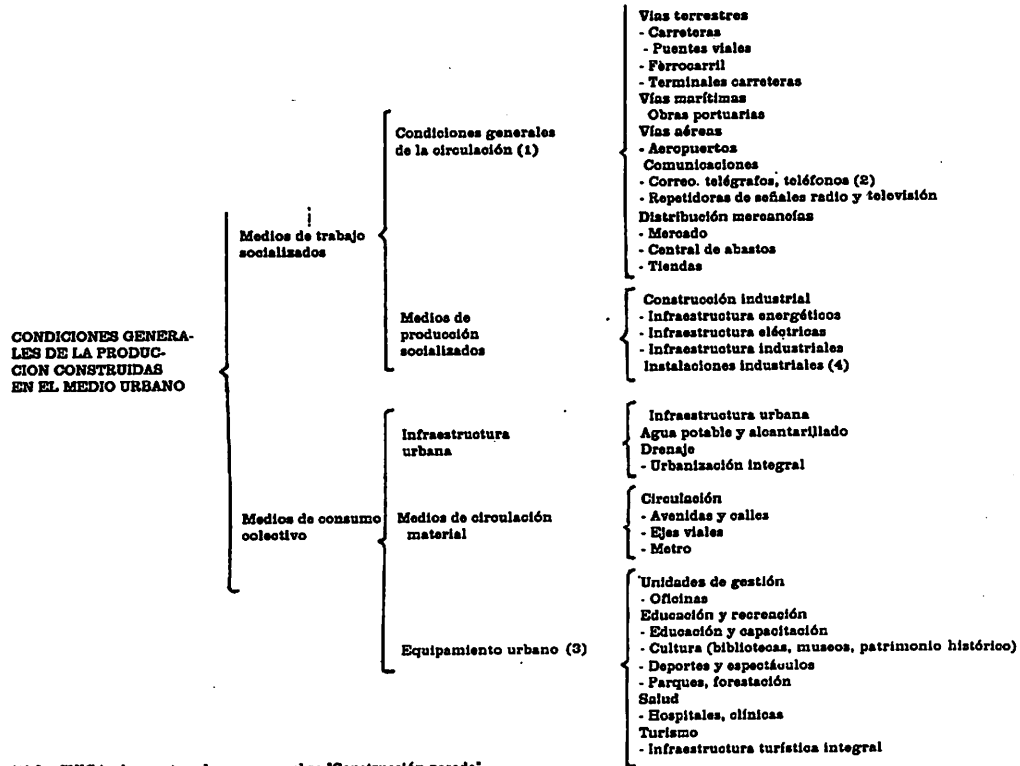 CONDICIONES GENERA-
LES DE LA PRODUC-
CION CONSTRUIDAS
EN EL MEDIO URBANO
Medios de trabajo
socializados
Condiciones generales
de la circulación (1)
Vías terrestres
- Carreteras
- Puentes viales
- Ferrocarril
- Terminales carreteras
Vías marítimas
Obras portuarias
Vías aéreas
- Aeropuertos
Comunicaciones
- Correo. telégrafos, teléfonos (2)
- Repetidoras de señales radio y televisión
Distribución mercancías
- Mercado
- Central de abastos
- Tiendas
Medios de
producción
socializados
Construcción industrial
- Infraestructura energéticos
- Infraestructura eléctricas
- Infraestructura industriales
Instalaciones industriales (4)
Medios de consumo
colectivo
Infraestructura
urbana
Infraestructura urbana
Agua potable y alcantarillado
Drenaje
- Urbanización integral
Medios de circulación
material
Circulación
- Avenidas y calles
- Ejes viales
- Metro
Equipamiento urbano (3)
Unidades de gestión
- Oficinas
Educación y recreación
- Educación y capacitación
- Cultura (bibliotecas, museos, patrimonio histórico)
- Deportes y espectáculos
- Parques, forestación
Salud
- Hospitales, clínicas
Turismo
- Infraestructura turística integral